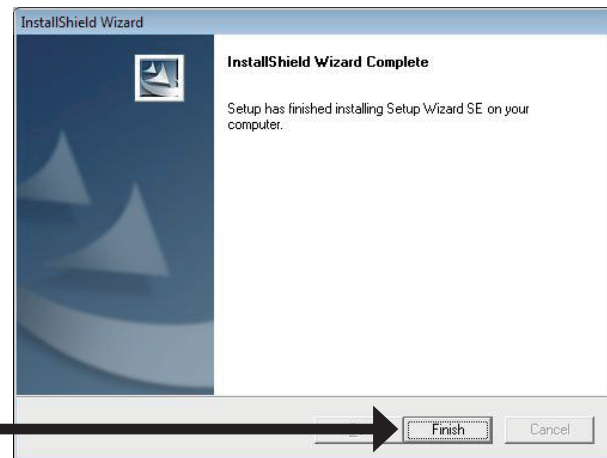 InstallShield Wizard
InstallShield Wizard Complete
Setup has finished installing Setup Wizard SE on your
computer.
Finish
Cancel